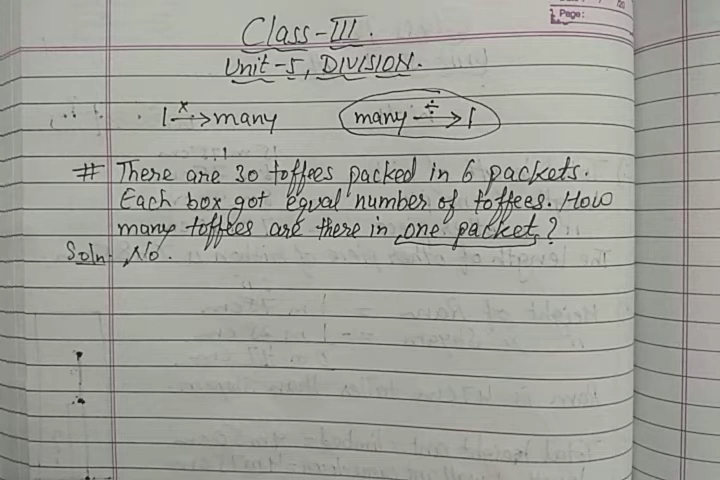 Page:
Class-III.
Unit-5, DIVISION.
1 x→ many many ÷→ 1
# There are 30 toffees packed in 6 packets.
Each box got equal number of toffees. How
many toffees are there in one packet?
Soln. No.